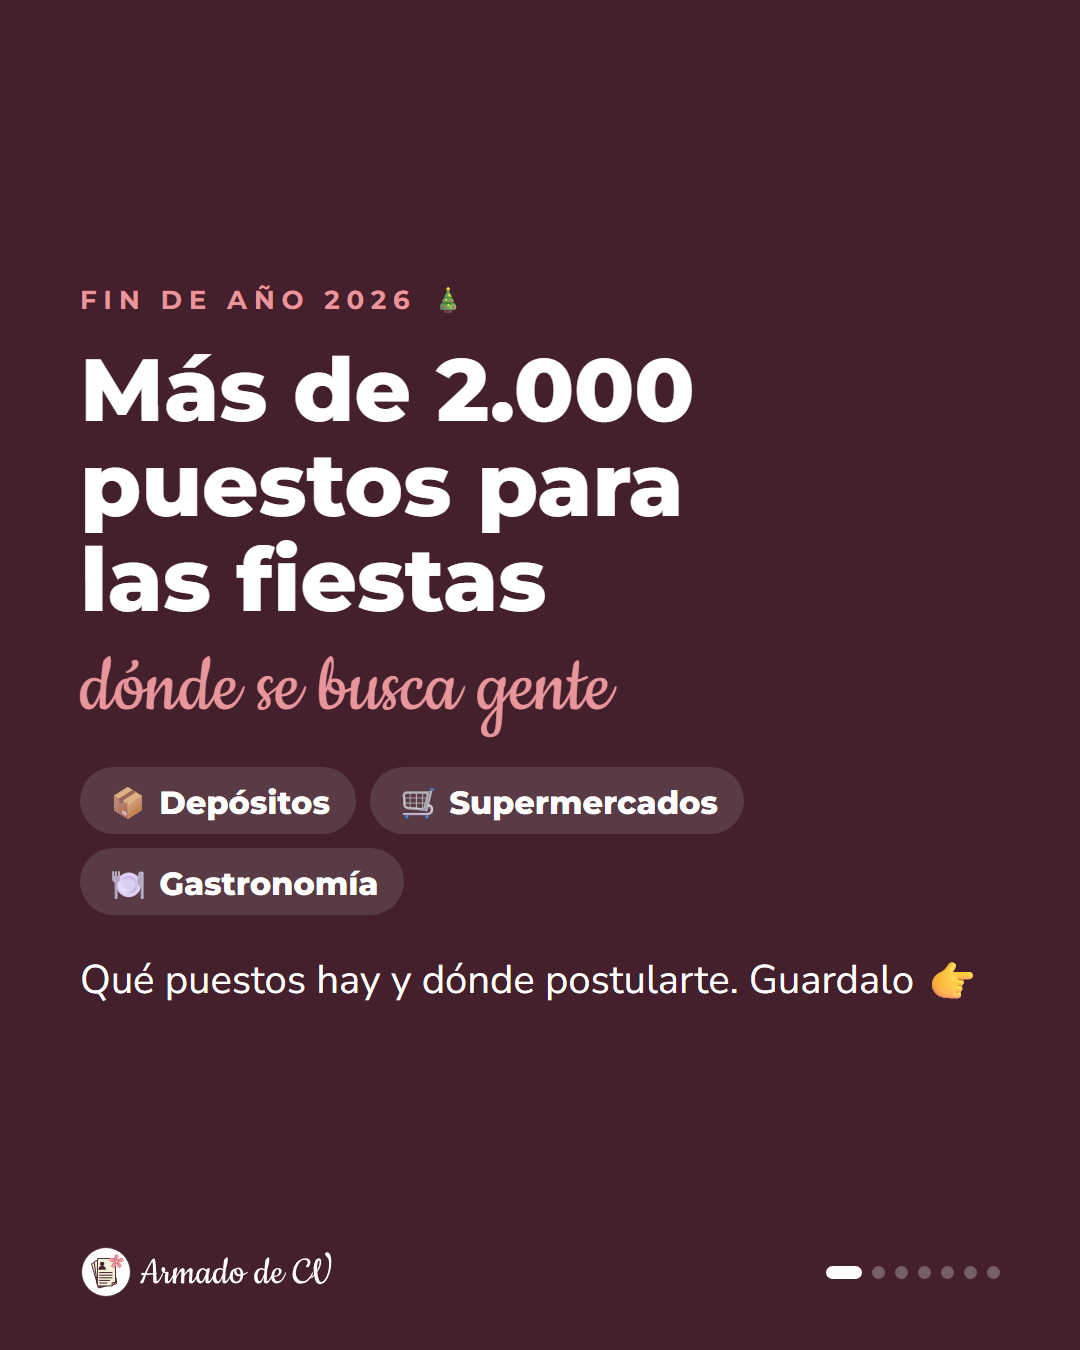 FIN DE AÑO 2026 🎄
Más de 2.000
puestos para
las fiestas
dónde se busca gente
📦 Depósitos
🛒 Supermercados
🍽️ Gastronomía
Qué puestos hay y dónde postularte. Guardalo 👉
Armado de CV